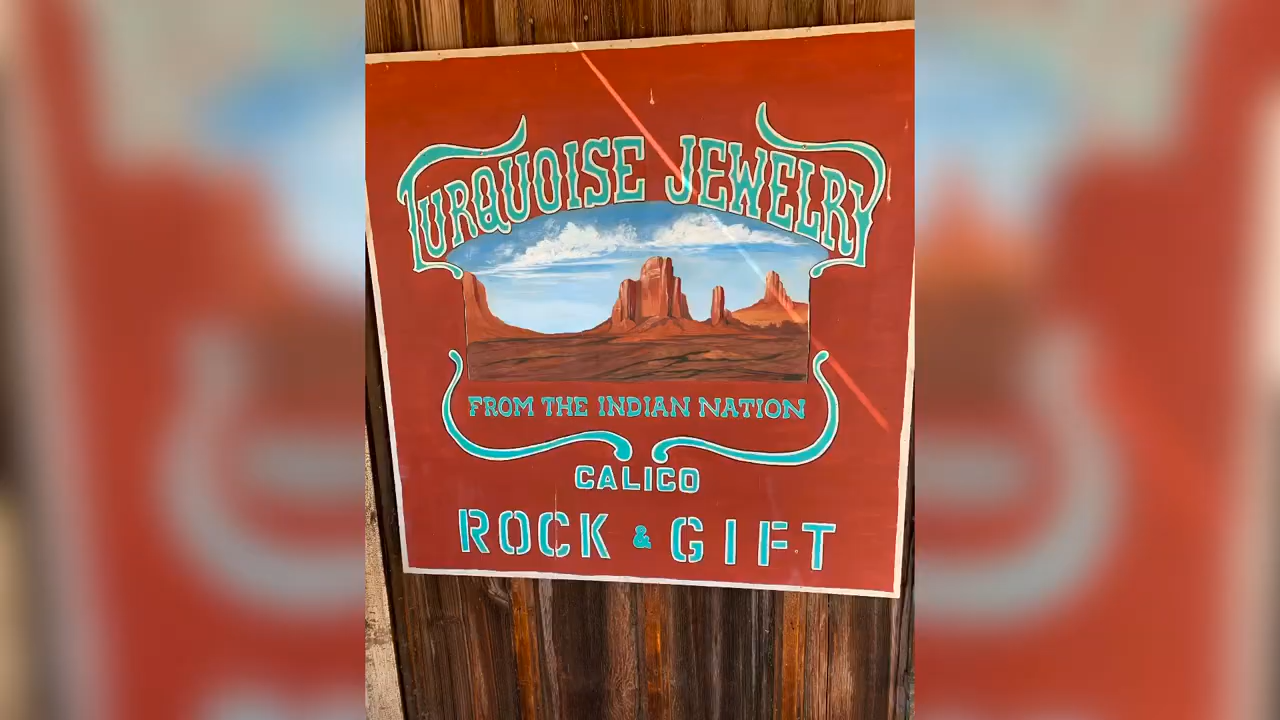 TURQUOISE JEWELRY
FROM THE INDIAN NATION
CALICO
ROCK & GIFT